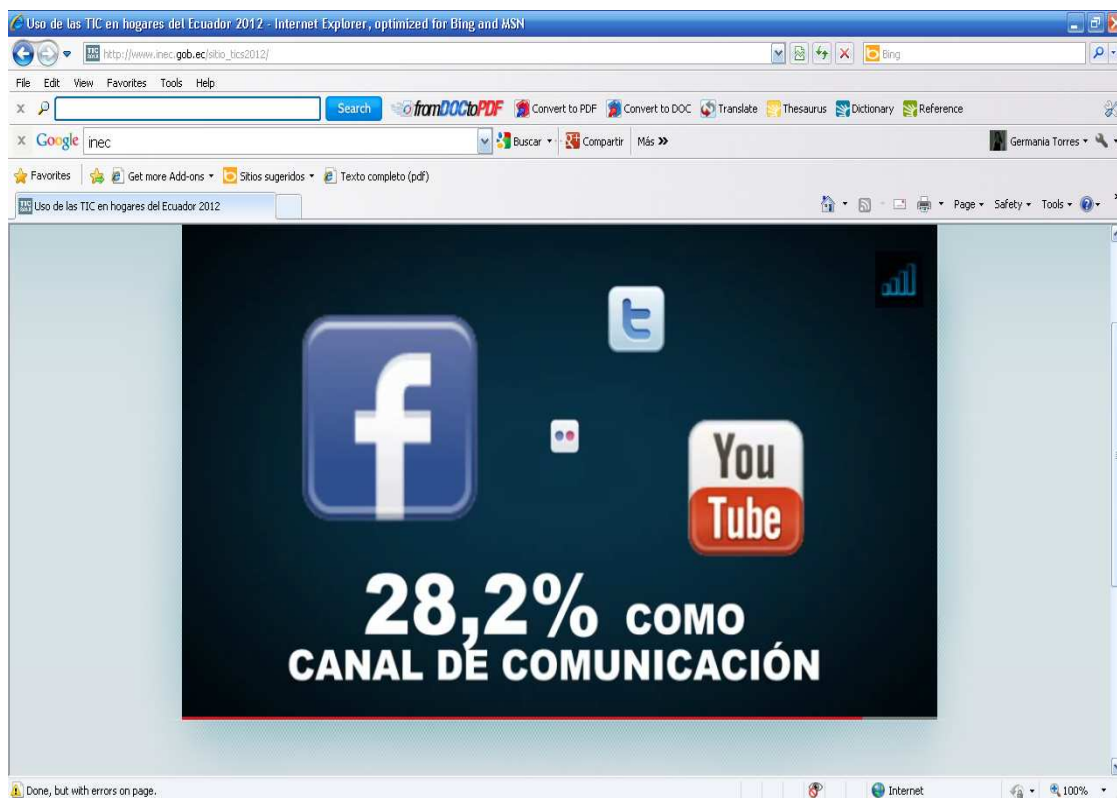 Uso de las TIC en hogares del Ecuador 2012 - Internet Explorer, optimized for Bing and MSN
http://www.inec.gob.ec/sitio_tics2012/ Bing
File Edit View Favorites Tools Help
x Search fromDOCtoPDF Convert to PDF Convert to DOC Translate Thesaurus Dictionary Reference
x Google inec Buscar Compartir Más » Germania Torres
Favorites Get more Add-ons Sitios sugeridos Texto completo (pdf)
Uso de las TIC en hogares del Ecuador 2012 Page Safety Tools
f
t
You
Tube
28,2% COMO
CANAL DE COMUNICACIÓN
Done, but with errors on page. Internet 100%